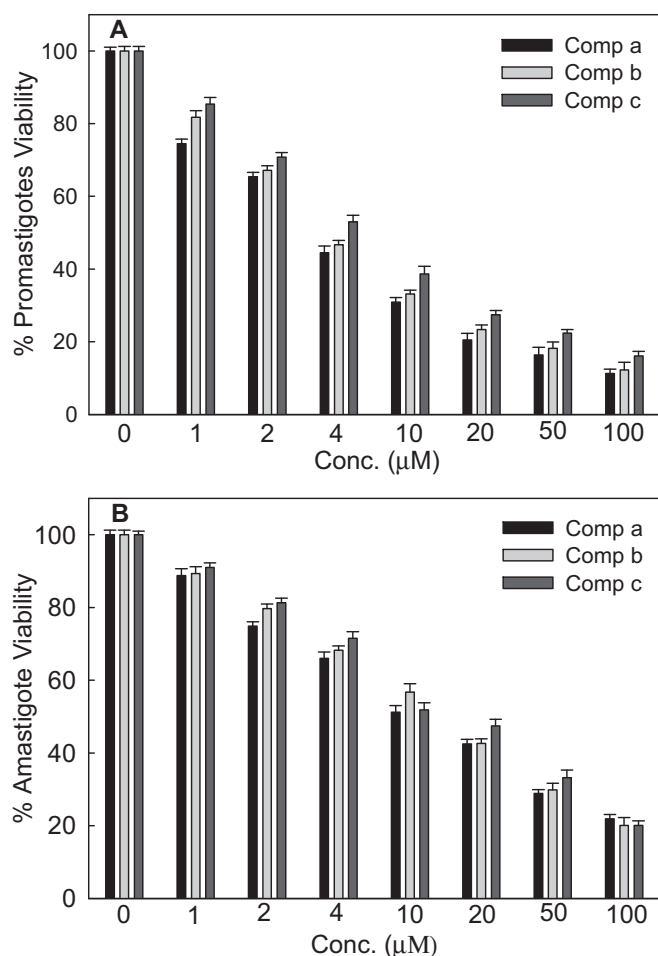 A
Comp a
Comp b
Comp c
100
80
60
40
20
0
% Promastigotes Viability
0 1 2 4 10 20 50 100
Conc. (μM)
B
Comp a
Comp b
Comp c
100
80
60
40
20
0
% Amastigote Viability
0 1 2 4 10 20 50 100
Conc. (μM)